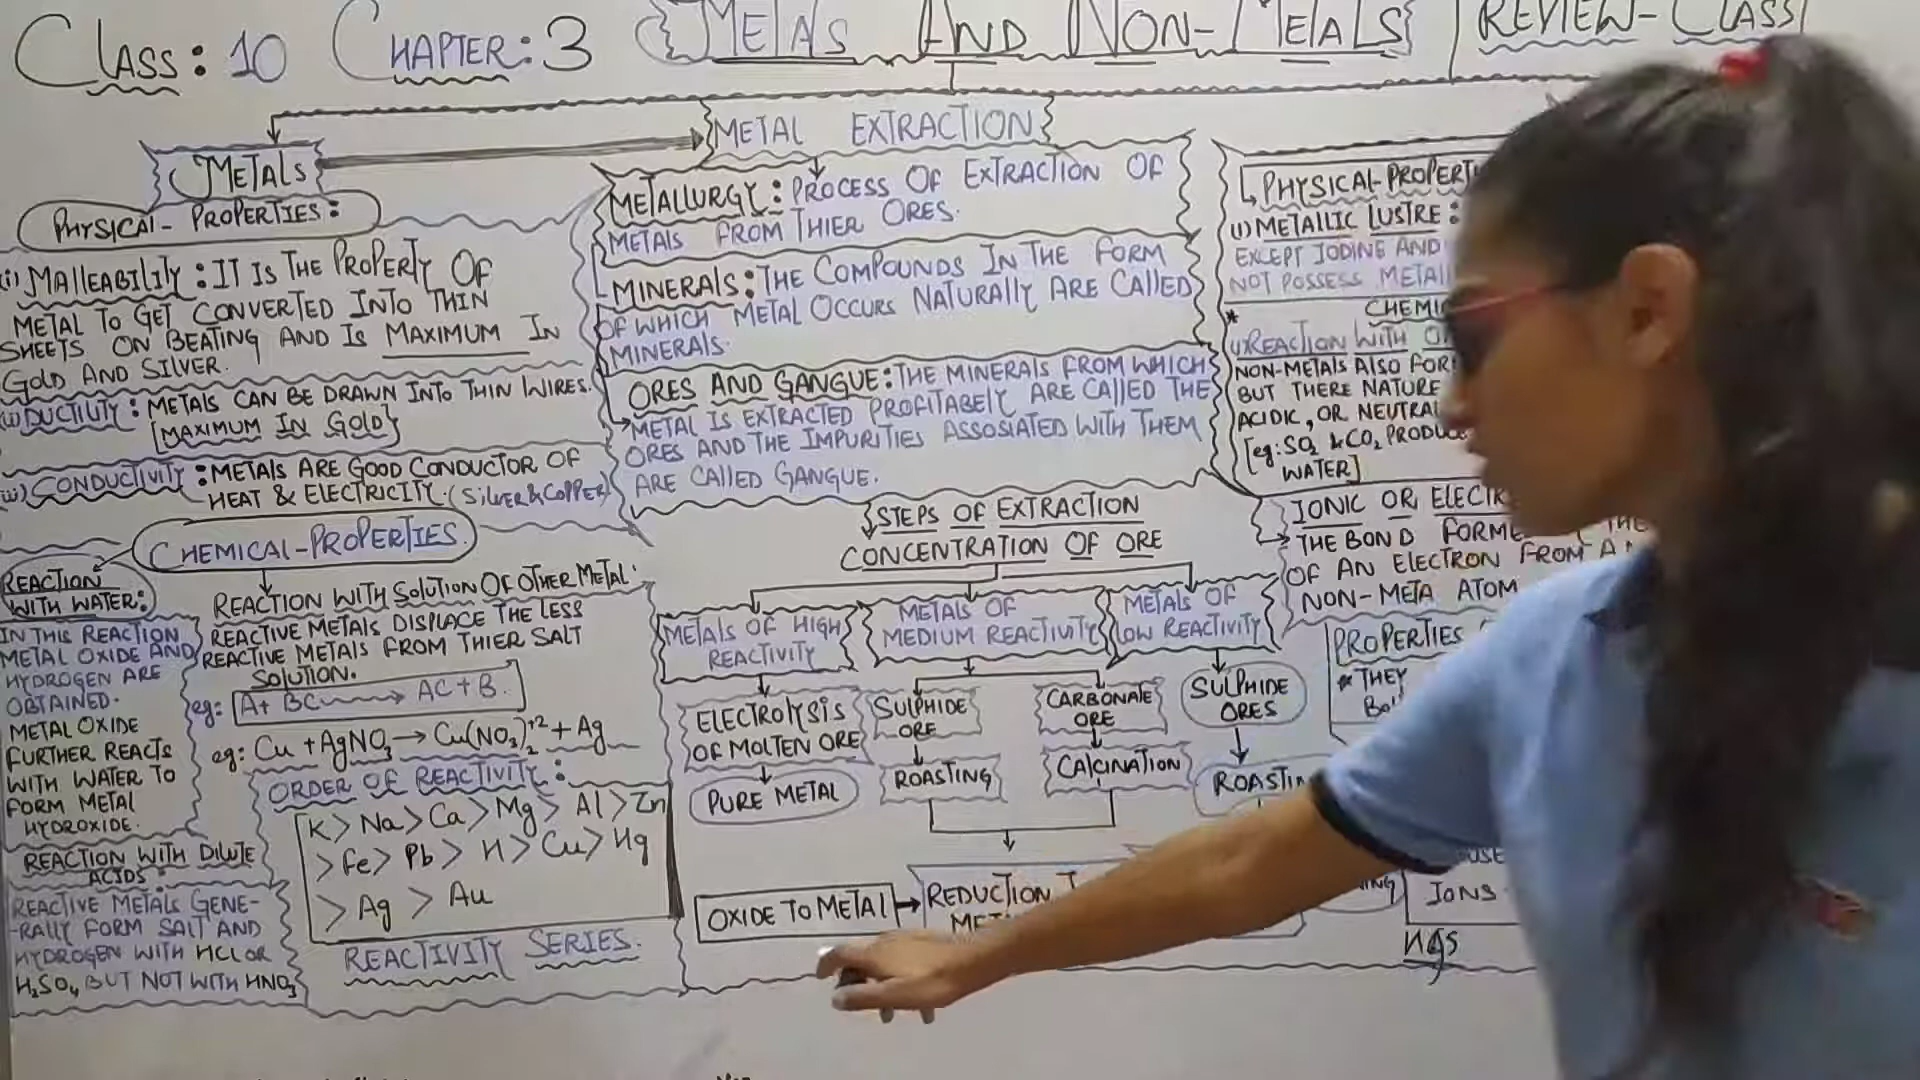 CLASS: 10 CHAPTER: 3 METALS AND NON-METALS REVIEW-CLASS
METALS
PHYSICAL-PROPERTIES:
(i) MALLEABILITY: IT IS THE PROPERTY OF
METAL TO GET CONVERTED INTO THIN
SHEETS ON BEATING AND IS MAXIMUM IN
GOLD AND SILVER.
(ii) DUCTILITY: METALS CAN BE DRAWN INTO THIN WIRES.
[MAXIMUM IN GOLD]
(iii) CONDUCTIVITY: METALS ARE GOOD CONDUCTOR OF
HEAT & ELECTRICITY. (SILVER & COPPER)
CHEMICAL-PROPERTIES.
REACTION
WITH WATER:
IN THIS REACTION
METAL OXIDE AND
HYDROGEN ARE
OBTAINED.
METAL OXIDE
FURTHER REACTS
WITH WATER TO
FORM METAL
HYDROXIDE.
REACTION WITH DILUTE
ACIDS:
REACTIVE METALS GENE-
-RALLY FORM SALT AND
HYDROGEN WITH HCL OR
H₂SO₄ BUT NOT WITH HNO₃
REACTION WITH SOLUTION OF OTHER METAL.
REACTIVE METALS DISPLACE THE LESS
REACTIVE METALS FROM THIER SALT
SOLUTION.
eg: A + BC → AC + B.
eg: Cu + AgNO₃ → Cu(NO₃)₂⁺² + Ag
ORDER OF REACTIVITY:
K > Na > Ca > Mg > Al > Zn
> Fe > Pb > H > Cu > Hg
> Ag > Au
REACTIVITY SERIES.
METAL EXTRACTION
METALLURGY: PROCESS OF EXTRACTION OF
METALS FROM THIER ORES.
MINERALS: THE COMPOUNDS IN THE FORM
OF WHICH METAL OCCURS NATURALLY ARE CALLED
MINERALS.
ORES AND GANGUE: THE MINERALS FROM WHICH
METAL IS EXTRACTED PROFITABELY ARE CALLED THE
ORES AND THE IMPURITIES ASSOSIATED WITH THEM
ARE CALLED GANGUE.
STEPS OF EXTRACTION
CONCENTRATION OF ORE
METALS OF HIGH
REACTIVITY
ELECTROLYSIS
OF MOLTEN ORE
PURE METAL
METALS OF
MEDIUM REACTIVITY
SULPHIDE
ORE
ROASTING
CARBONATE
ORE
CALCINATION
METALS OF
LOW REACTIVITY
SULPHIDE
ORES
ROASTIN
OXIDE TO METAL → REDUCTION T
MET
PHYSICAL-PROPERT
(i) METALLIC LUSTRE:
EXCEPT IODINE AND
NOT POSSESS METALL
CHEMIC
(i) REACTION WITH O
NON-METALS ALSO FOR
BUT THERE NATURE
ACIDIC, OR NEUTRAL
[eg: SO₂ & CO₂ PRODUC
WATER]
IONIC OR ELECTR
THE BOND FORME THE
OF AN ELECTRON FROM A M
NON-META ATOM
PROPERTIES
* THEY
BOI
IONS